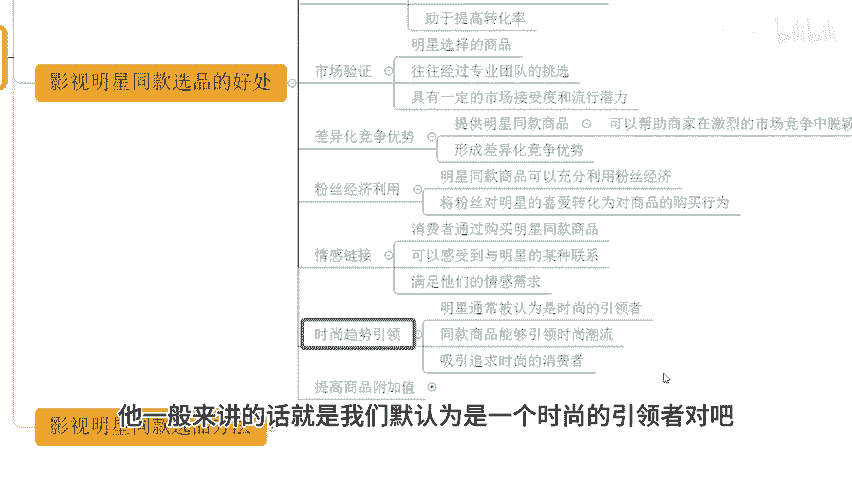 助于提高转化率
影视明星同款选品的好处
市场验证
明星选择的商品
往往经过专业团队的挑选
具有一定的市场接受度和流行潜力
差异化竞争优势
提供明星同款商品
可以帮助商家在激烈的市场竞争中脱颖
形成差异化竞争优势
粉丝经济利用
明星同款商品可以充分利用粉丝经济
将粉丝对明星的喜爱转化为对商品的购买行为
情感链接
消费者通过购买明星同款商品
可以感受到与明星的某种联系
满足他们的情感需求
时尚趋势引领
明星通常被认为是时尚的引领者
同款商品能够引领时尚潮流
吸引追求时尚的消费者
提高商品附加值
影视明星同款选品方法
他一般来讲的话就是我们默认为是一个时尚的引领者对吧
bilibili